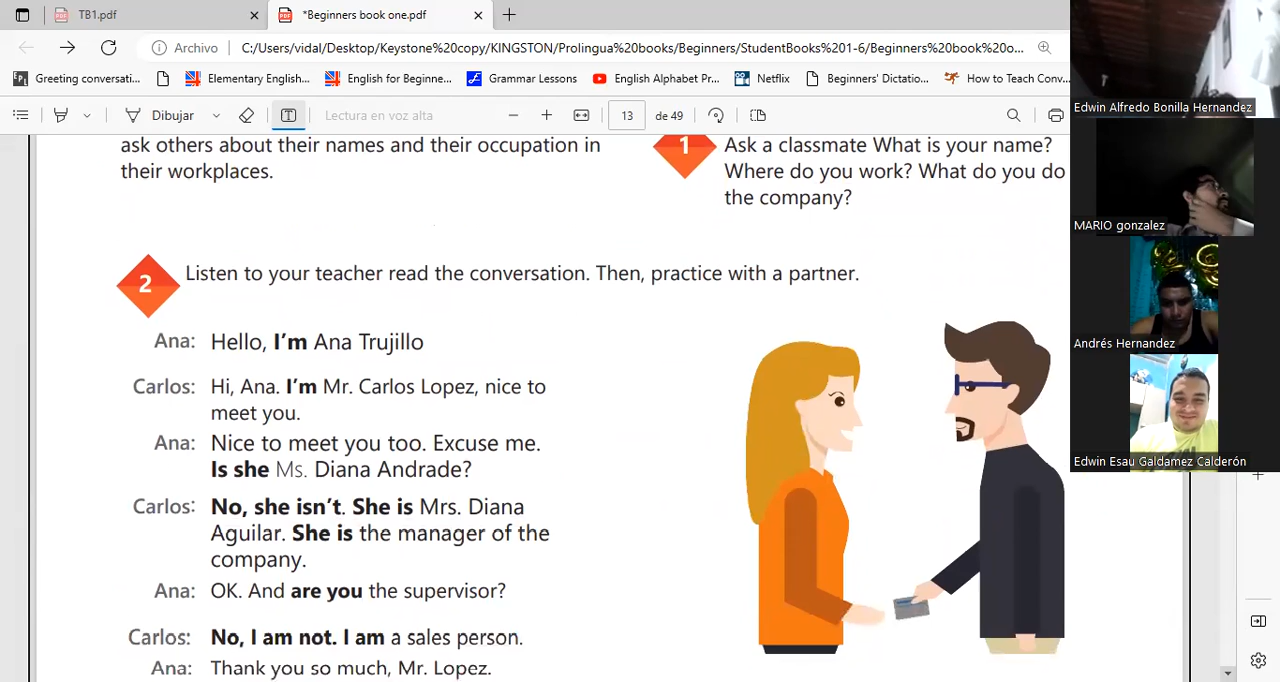 TB1.pdf
*Beginners book one.pdf
Archivo
C:/Users/vidal/Desktop/Keystone%20copy/KINGSTON/Prolingua%20books/Beginners/StudentBooks%201-6/Beginners%20book%20o...
Greeting conversati...
Elementary English...
English for Beginne...
Grammar Lessons
English Alphabet Pr...
Netflix
Beginners' Dictatio...
How to Teach Conv...
Dibujar
Lectura en voz alta
13 de 49
ask others about their names and their occupation in
their workplaces.
1
Ask a classmate What is your name?
Where do you work? What do you do
the company?
2
Listen to your teacher read the conversation. Then, practice with a partner.
Ana: Hello, I'm Ana Trujillo
Carlos: Hi, Ana. I'm Mr. Carlos Lopez, nice to
meet you.
Ana: Nice to meet you too. Excuse me.
Is she Ms. Diana Andrade?
Carlos: No, she isn't. She is Mrs. Diana
Aguilar. She is the manager of the
company.
Ana: OK. And are you the supervisor?
Carlos: No, I am not. I am a sales person.
Ana: Thank you so much, Mr. Lopez.
Edwin Alfredo Bonilla Hernandez
MARIO gonzalez
Andrés Hernandez
Edwin Esau Galdamez Calderón